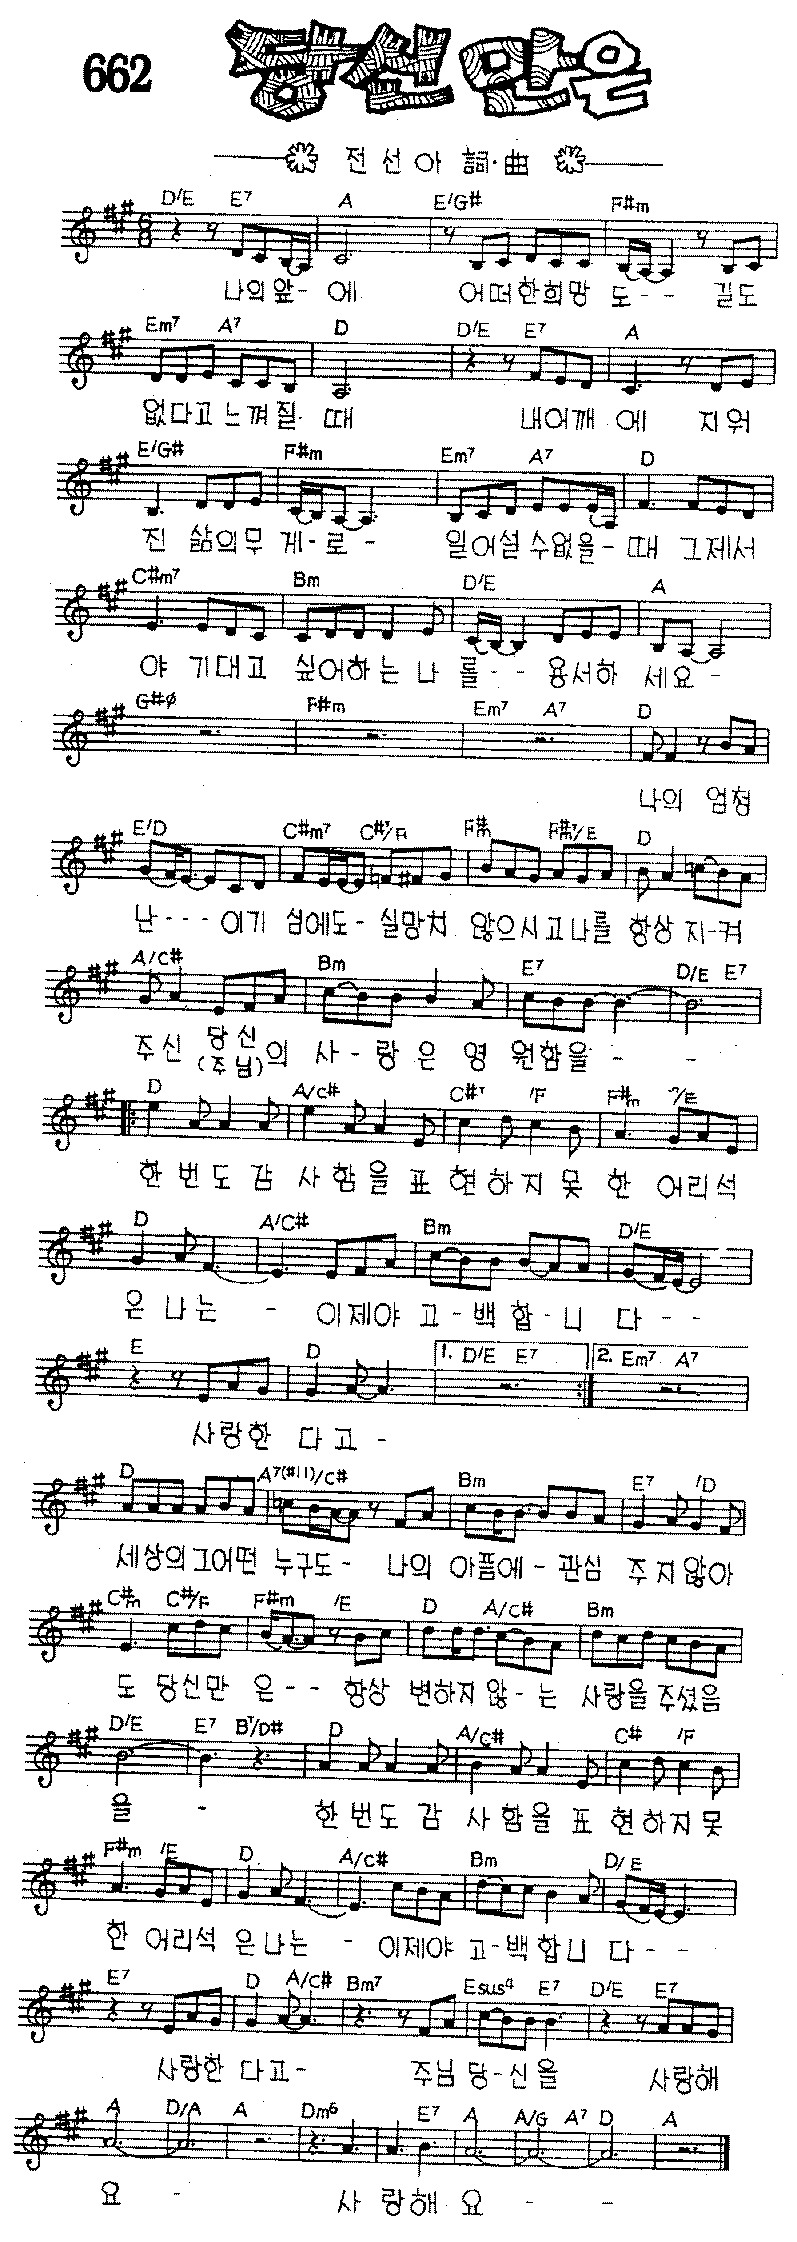 662 당신만은
전선아 詞·曲
D/E E7 A E/G# F#m
나의앞- 에 어떠한희망 도-- 길도
Em7 A7 D D/E E7 A
없다고느껴질· 때 내어깨 에 지워
E/G# F#m Em7 A7 D
진 삶의무 게-로- 일어설수없을-때 그제서
C#m7 Bm D/E A
야 기대고 싶어하는 나 를-- 용서하 세요-
G#ø F#m Em7 A7 D
나의 엄청
E/D C#m7 F#m D
난--- 이기 심에도-실망치 않으시고나를 항상 지-켜
A/C# Bm E7 D/E E7
주신 당신(주님)의 사-랑 은 영 원함을- -
D A/C# C#7 /F F#m /E
한 번도 감 사 함을 표 현하지못 한 어리석
D A/C# Bm D/E
은 나는 - 이제야 고-백 합-니 다--
E D 1. D/E E7 2. Em7 A7
사랑한 다고-
D A7(#11)/C# Bm E7 /D
세상의그어떤 누구도- 나의 아픔에-관심 주지않아
C#m C#/F F#m /E D A/C# Bm
도 당신만 은-- 항상 변하지않-는 사랑을주셨음
D/E E7 B7/D# D A/C# C# /F
을 - 한번도 감 사 함을 표 현하지못
F#m /E D A/C# Bm D/E
한 어리석 은나는 - 이제야 고-백합니 다--
E7 D A/C# Bm7 Esus4 E7 D/E E7
사랑한 다고- 주님 당-신을 사랑해
A D/A A Dm6 E7 A A/G A7 D A
요 - 사 랑해 요 - -